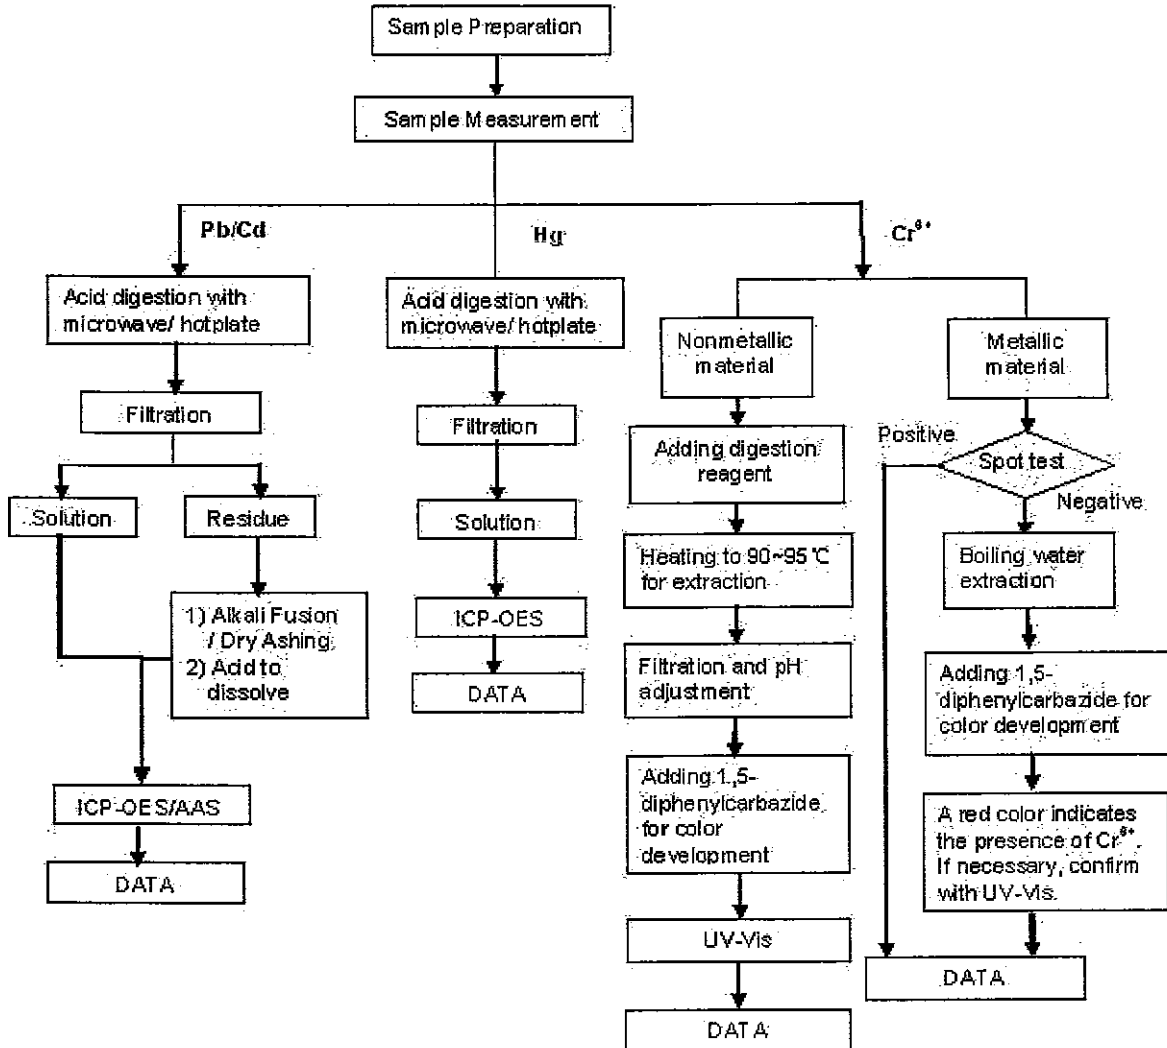 Sample Preparation
Sample Measurement
Pb/Cd
Hg
Cr⁶⁺
Acid digestion with
microwave/ hotplate
Filtration
Solution
Residue
1) Alkali Fusion
/ Dry Ashing
2) Acid to
dissolve
ICP-OES/AAS
DATA
Acid digestion with
microwave/ hotplate
Filtration
Solution
ICP-OES
DATA
Nonmetallic
material
Adding digestion
reagent
Heating to 90~95℃
for extraction
Filtration and pH
adjustment
Adding 1,5-
diphenylcarbazide
for color
development
UV-Vis
DATA
Metallic
material
Positive
Spot test
Negative
Boiling water
extraction
Adding 1,5-
diphenylcarbazide for
color development
A red color indicates
the presence of Cr⁶⁺.
If necessary, confirm
with UV-Vis.
DATA